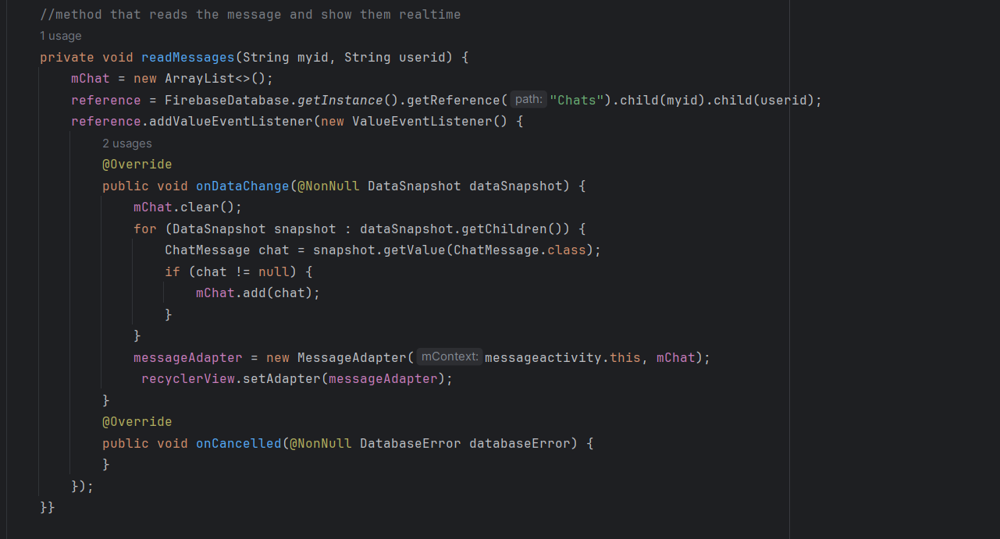 //method that reads the message and show them realtime
1 usage
private void readMessages(String myid, String userid) {
mChat = new ArrayList<>();
reference = FirebaseDatabase.getInstance().getReference( path: "Chats").child(myid).child(userid);
reference.addValueEventListener(new ValueEventListener() {
2 usages
@Override
public void onDataChange(@NonNull DataSnapshot dataSnapshot) {
mChat.clear();
for (DataSnapshot snapshot : dataSnapshot.getChildren()) {
ChatMessage chat = snapshot.getValue(ChatMessage.class);
if (chat != null) {
mChat.add(chat);
}
}
messageAdapter = new MessageAdapter( mContext: messageactivity.this, mChat);
recyclerView.setAdapter(messageAdapter);
}
@Override
public void onCancelled(@NonNull DatabaseError databaseError) {
}
});
}}